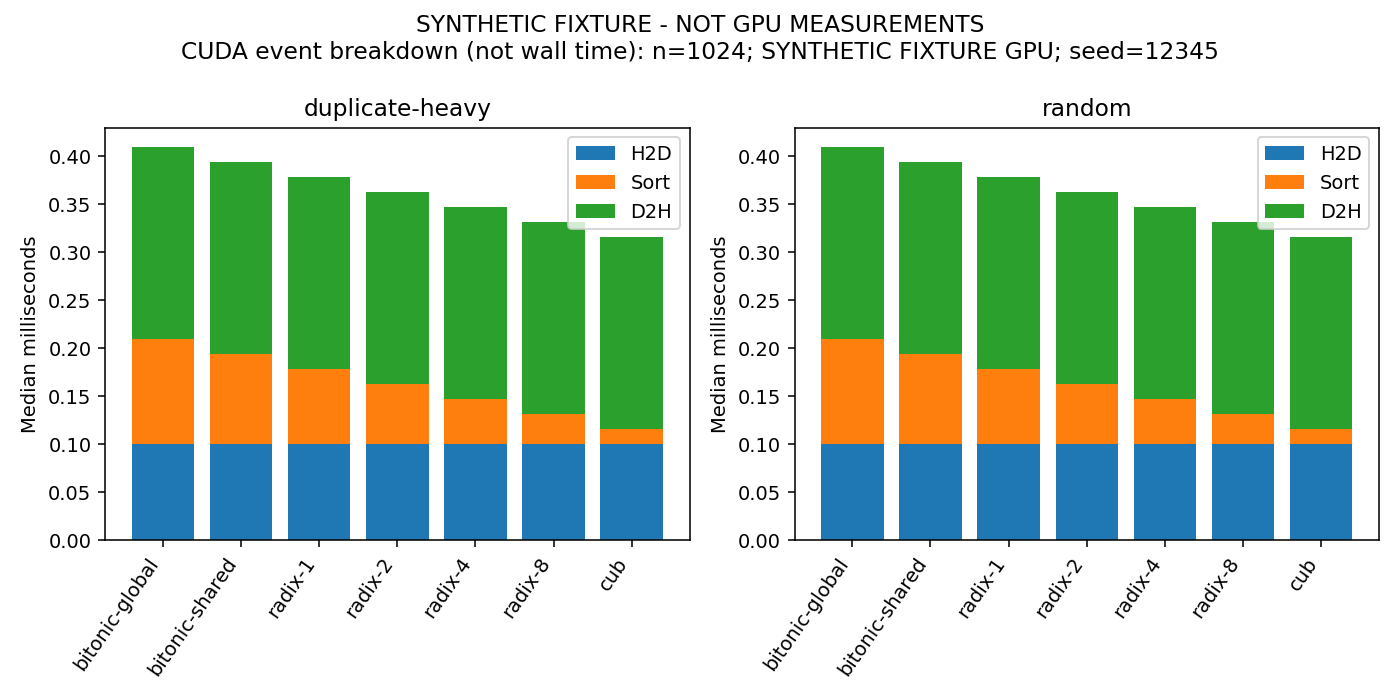 SYNTHETIC FIXTURE - NOT GPU MEASUREMENTS
CUDA event breakdown (not wall time): n=1024; SYNTHETIC FIXTURE GPU; seed=12345
duplicate-heavy
Median milliseconds
0.40
0.35
0.30
0.25
0.20
0.15
0.10
0.05
0.00
H2D
Sort
D2H
bitonic-global
bitonic-shared
radix-1
radix-2
radix-4
radix-8
cub
random
Median milliseconds
0.40
0.35
0.30
0.25
0.20
0.15
0.10
0.05
0.00
H2D
Sort
D2H
bitonic-global
bitonic-shared
radix-1
radix-2
radix-4
radix-8
cub